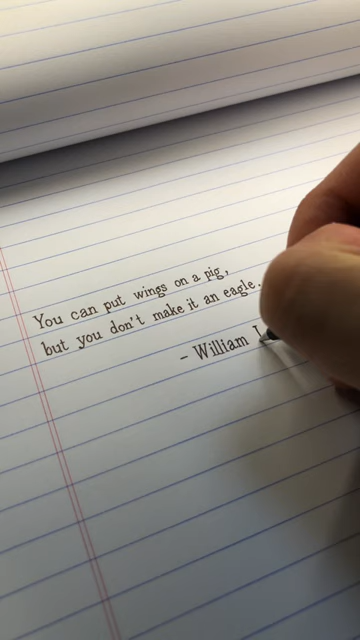 You can put wings on a pig,
but you don't make it an eagle.
- William